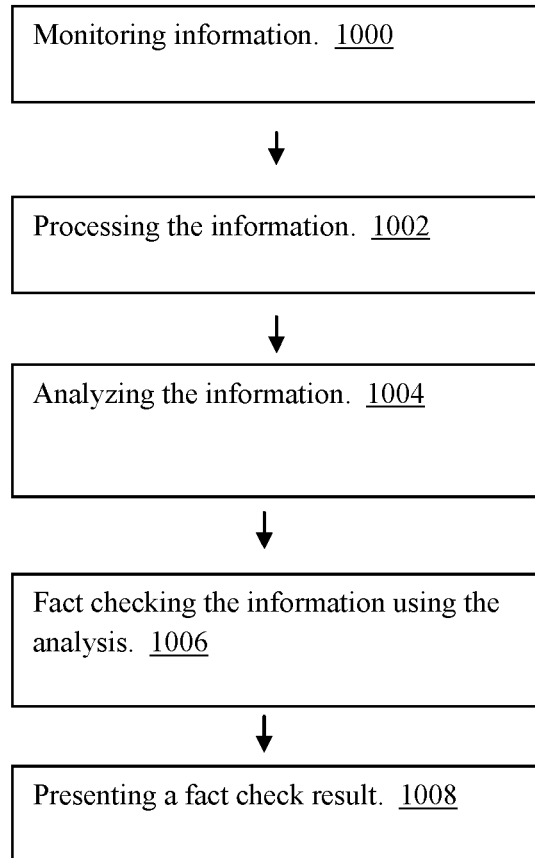 Monitoring information. 1000
Processing the information. 1002
Analyzing the information. 1004
Fact checking the information using the
analysis. 1006
Presenting a fact check result. 1008